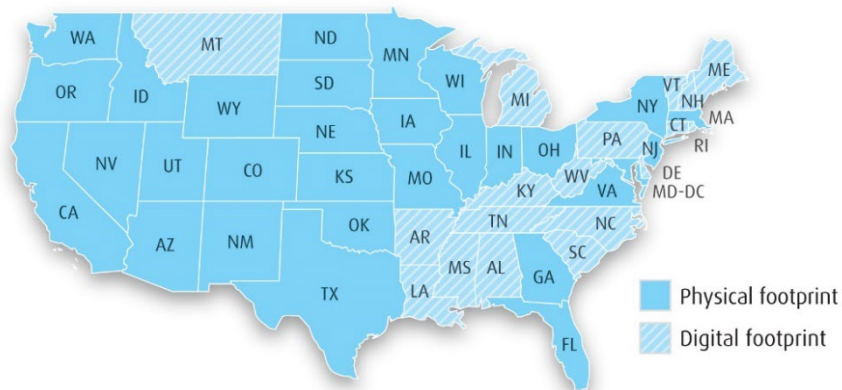 WA
MT
ND
MN
OR
ID
SD
WI
MI
VT
ME
NH
NY
MA
WY
CT
RI
NE
IA
PA
NJ
NV
UT
CO
IL
IN
OH
DE
MD-DC
WV
VA
KS
MO
KY
CA
AZ
NM
OK
AR
TN
NC
SC
MS
AL
GA
TX
LA
FL
Physical footprint
Digital footprint